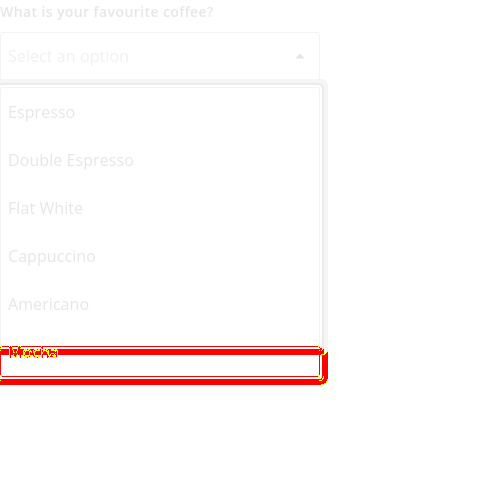 What is your favourite coffee?
Select an option
Espresso
Double Espresso
Flat White
Cappuccino
Americano
Mocha